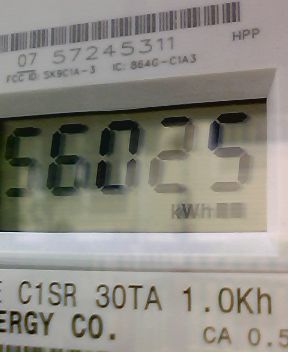 HPP
07 57245311
FCC ID: SK9C1A-3 IC: 864G-C1A3
56025
kWh
E C1SR 30TA 1.0Kh
ERGY CO.
CA 0.5